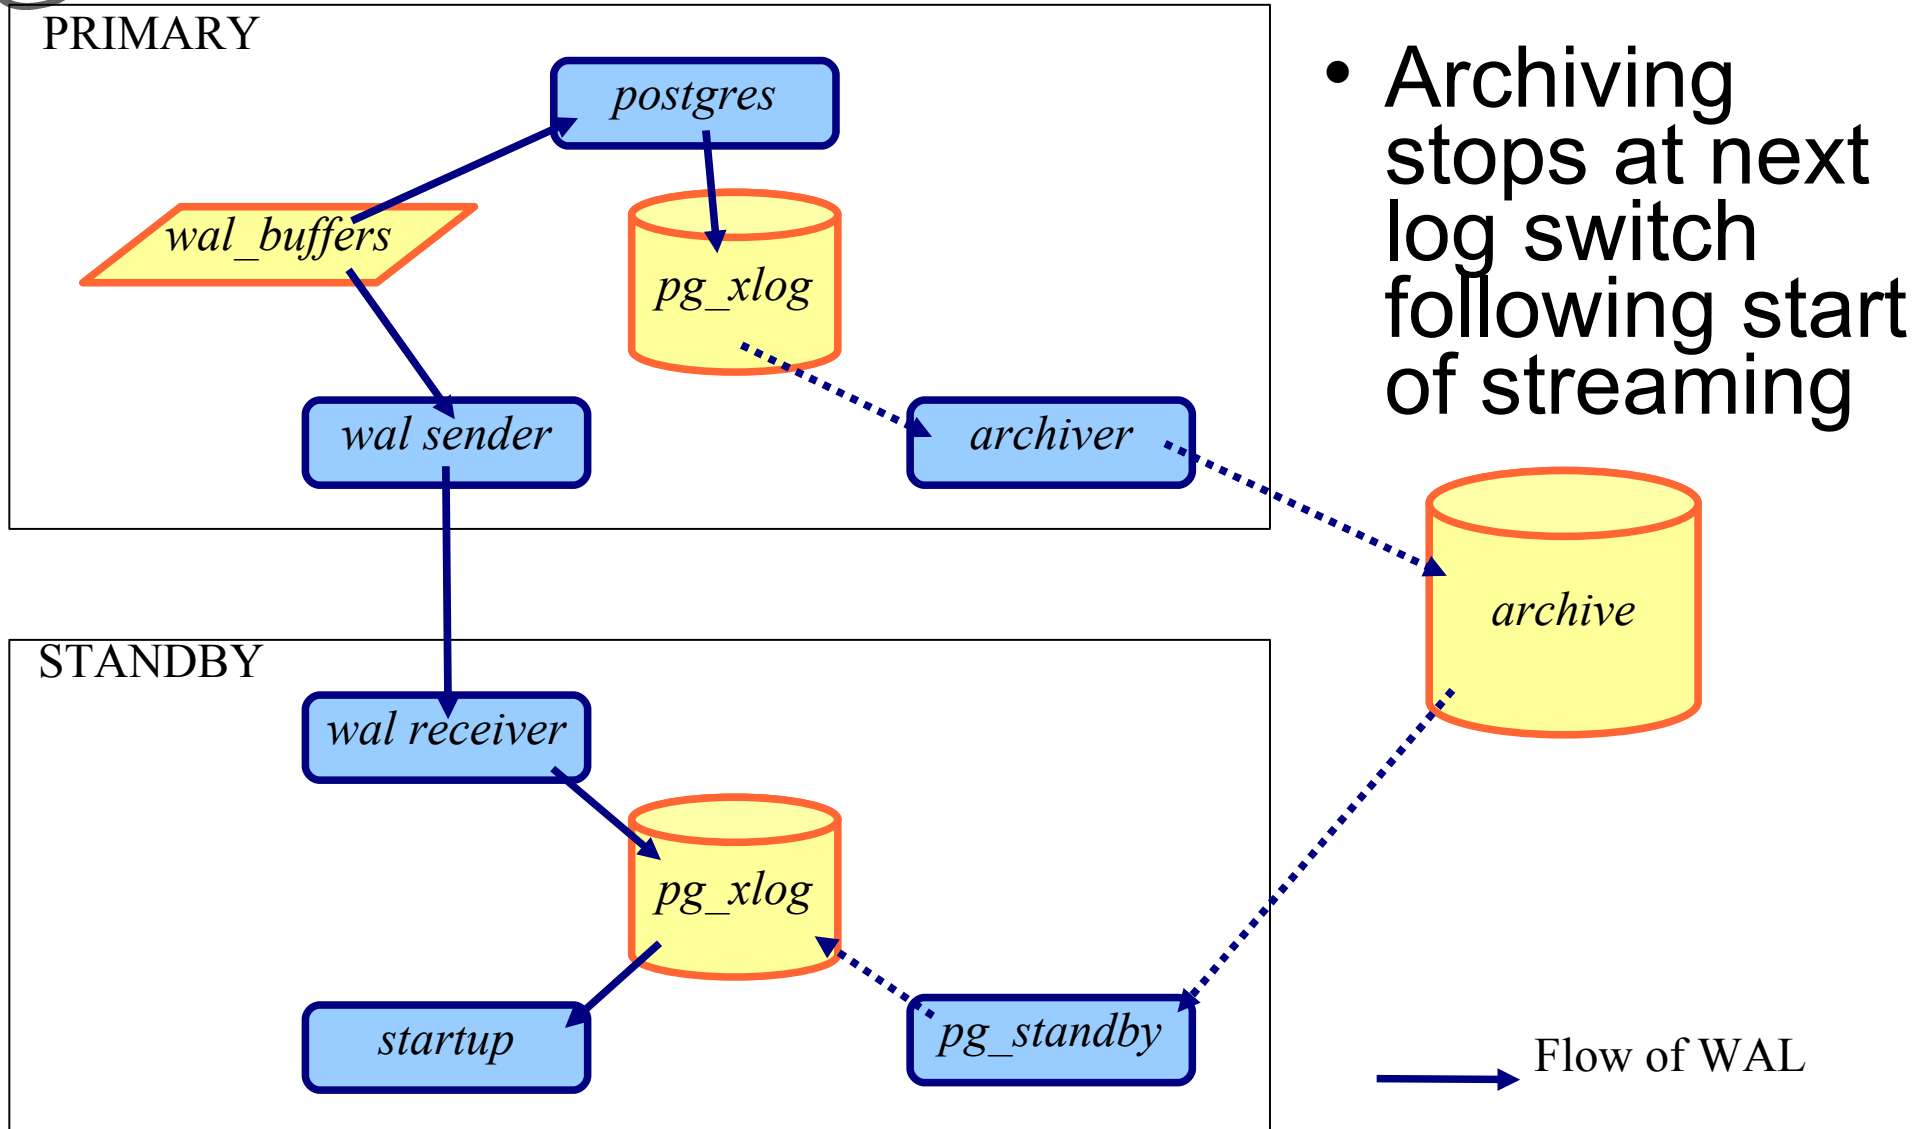 PRIMARY
postgres
wal_buffers
pg_xlog
wal sender
archiver
• Archiving
stops at next
log switch
following start
of streaming
archive
STANDBY
wal receiver
pg_xlog
startup
pg_standby
Flow of WAL